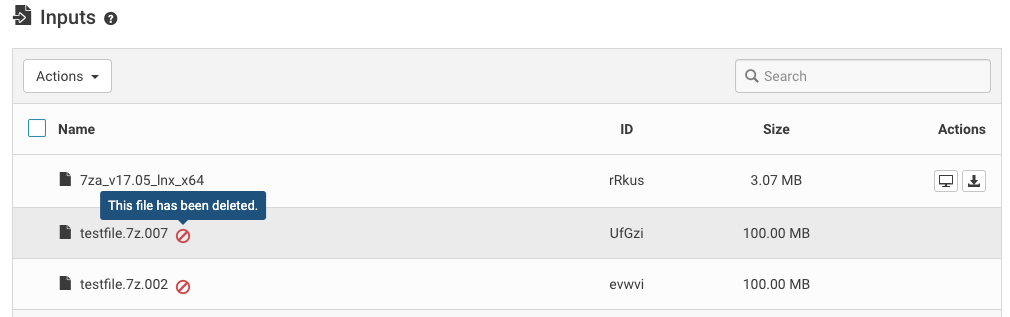 Inputs
Actions
Search
Name ID Size Actions
7za_v17.05_lnx_x64 rRkus 3.07 MB
This file has been deleted.
testfile.7z.007 UfGzi 100.00 MB
testfile.7z.002 evwvi 100.00 MB